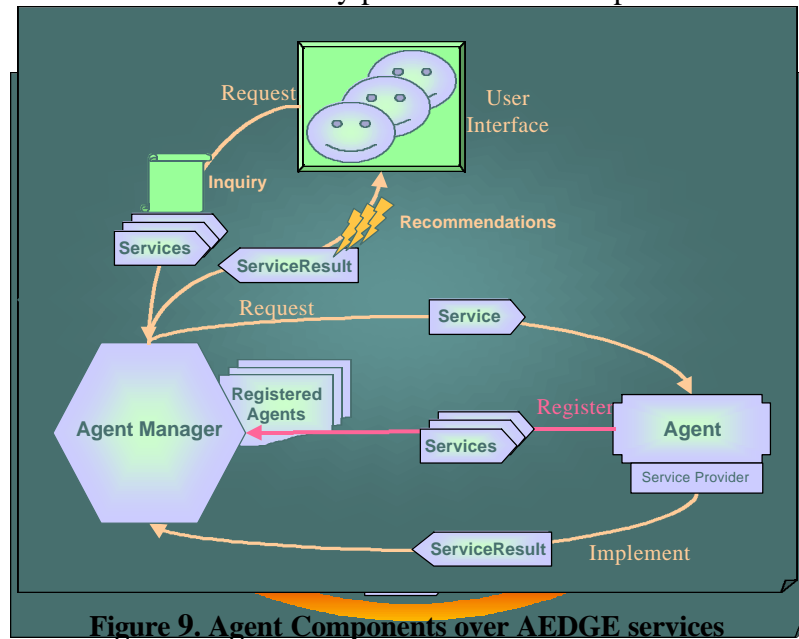 Request
User
Interface
Inquiry
Recommendations
Services
ServiceResult
Request
Service
Registered
Agents
Register
Agent Manager
Agent
Services
Service Provider
ServiceResult
Implement
Figure 9. Agent Components over AEDGE services